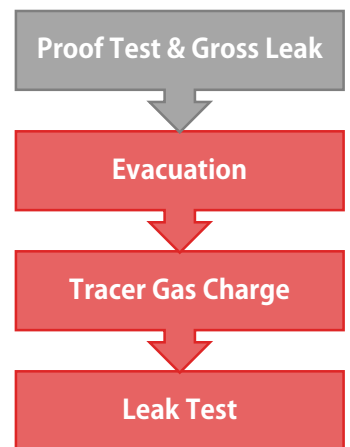 Proof Test & Gross Leak
Evacuation
Tracer Gas Charge
Leak Test